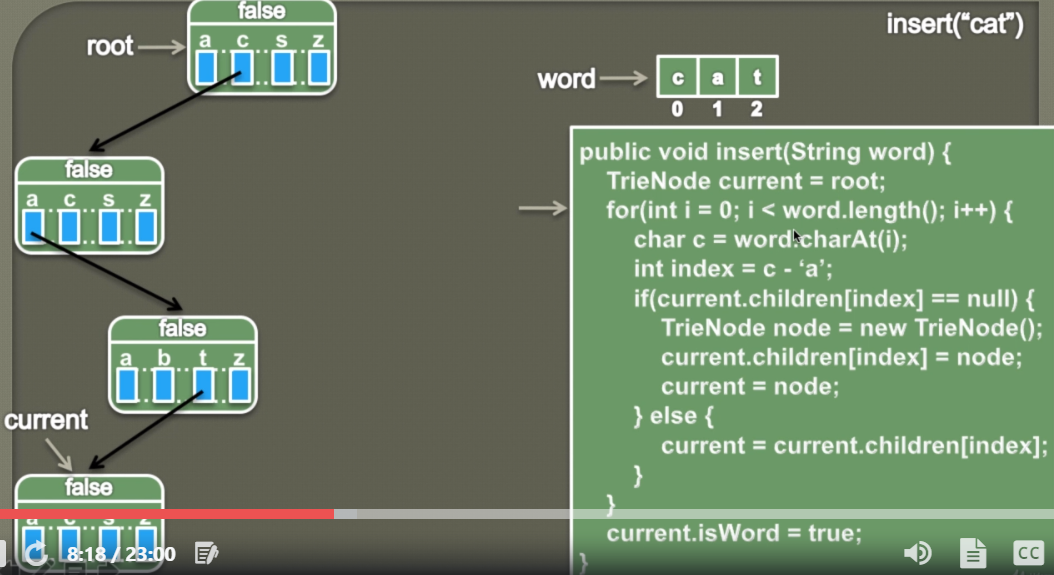 insert("cat")
root
false
a c s z
word
c a t
0 1 2
false
a c s z
false
a b t z
current
false
a c s z
public void insert(String word) {
TrieNode current = root;
for(int i = 0; i < word.length(); i++) {
char c = word.charAt(i);
int index = c - ‘a’;
if(current.children[index] == null) {
TrieNode node = new TrieNode();
current.children[index] = node;
current = node;
} else {
current = current.children[index];
}
}
current.isWord = true;
}
8:18 / 23:00
CC